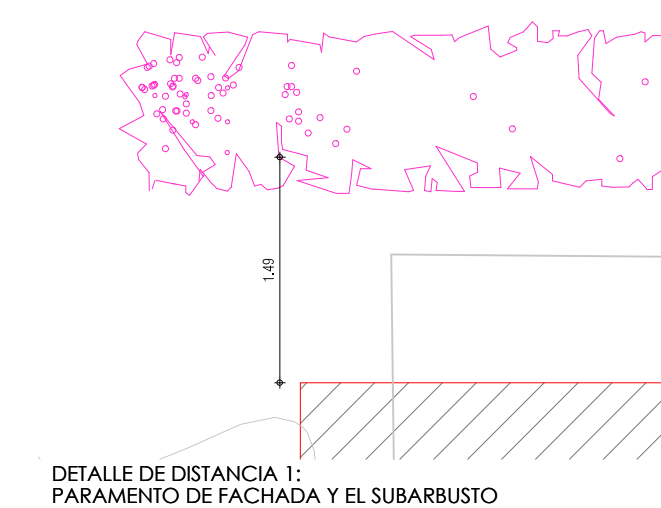 1.49
DETALLE DE DISTANCIA 1:
PARAMENTO DE FACHADA Y EL SUBARBUSTO